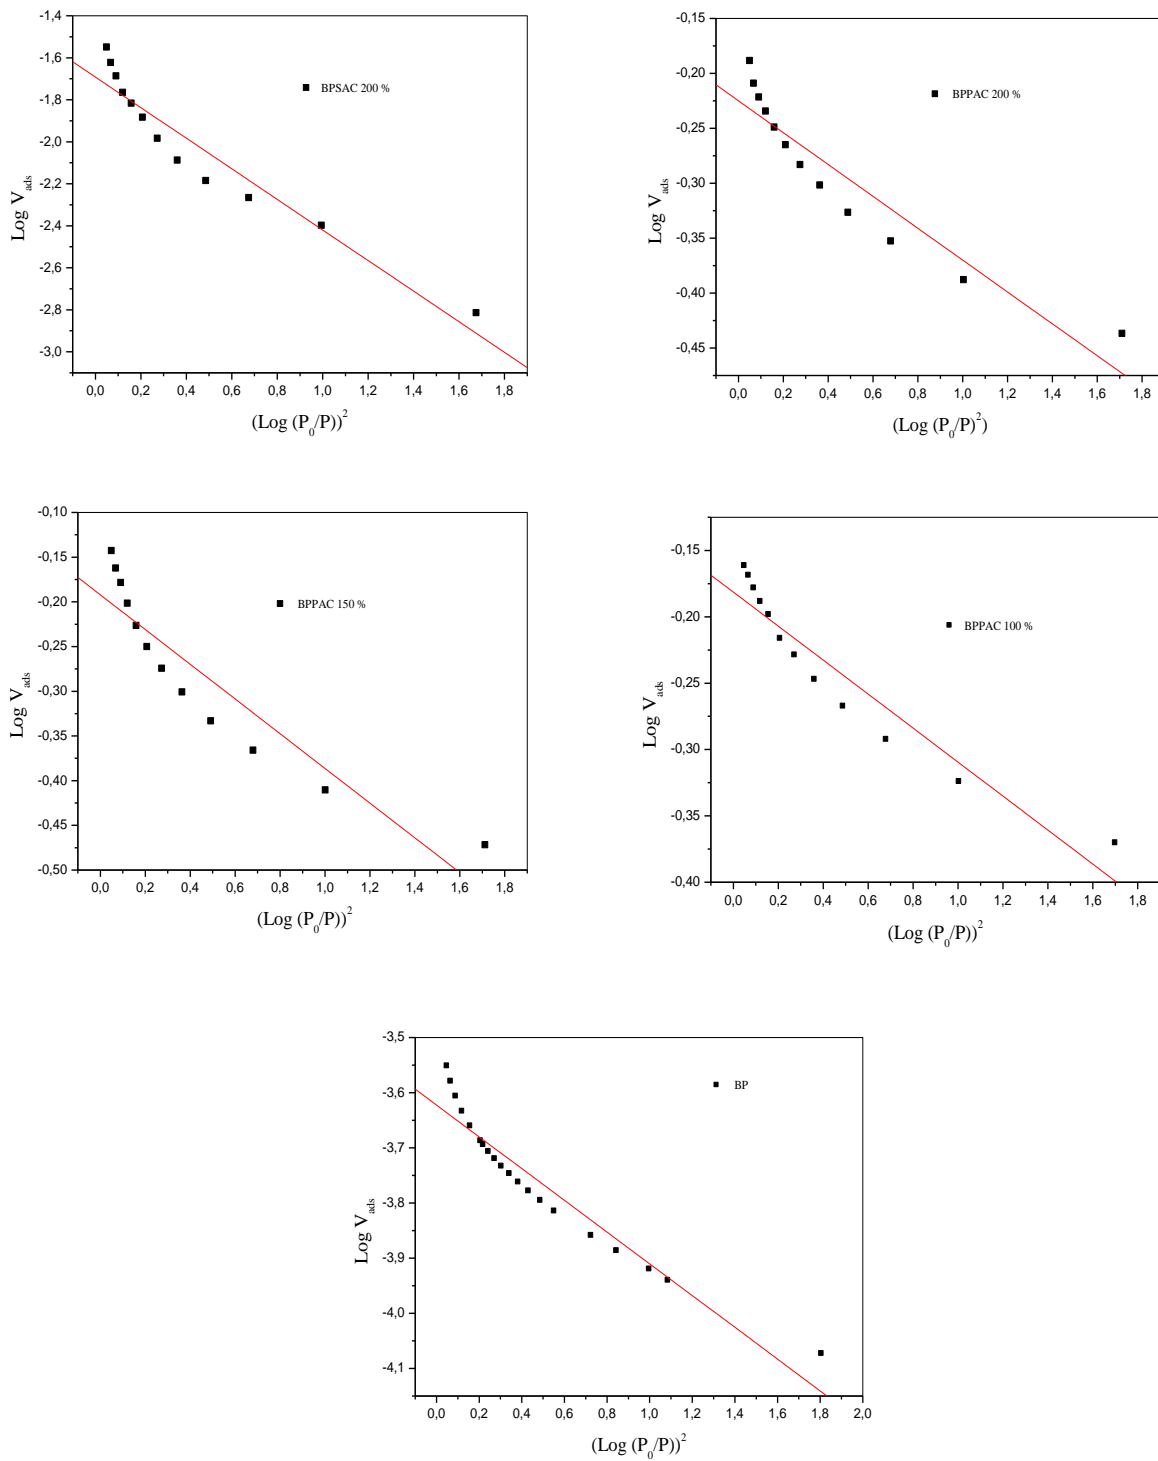 -1,4
-1,6
-1,8
-2,0
-2,2
-2,4
-2,6
-2,8
-3,0
Log V_ads
BPSAC 200 %
0,0 0,2 0,4 0,6 0,8 1,0 1,2 1,4 1,6 1,8
(Log (P_0/P))^2
-0,15
-0,20
-0,25
-0,30
-0,35
-0,40
-0,45
Log V_ads
BPPAC 200 %
0,0 0,2 0,4 0,6 0,8 1,0 1,2 1,4 1,6 1,8
(Log (P_0/P)^2)
-0,10
-0,15
-0,20
-0,25
-0,30
-0,35
-0,40
-0,45
-0,50
Log V_ads
BPPAC 150 %
0,0 0,2 0,4 0,6 0,8 1,0 1,2 1,4 1,6 1,8
(Log (P_0/P))^2
-0,15
-0,20
-0,25
-0,30
-0,35
-0,40
Log V_ads
BPPAC 100 %
0,0 0,2 0,4 0,6 0,8 1,0 1,2 1,4 1,6 1,8
(Log (P_0/P))^2
-3,5
-3,6
-3,7
-3,8
-3,9
-4,0
-4,1
Log V_ads
BP
0,0 0,2 0,4 0,6 0,8 1,0 1,2 1,4 1,6 1,8 2,0
(Log (P_0/P))^2